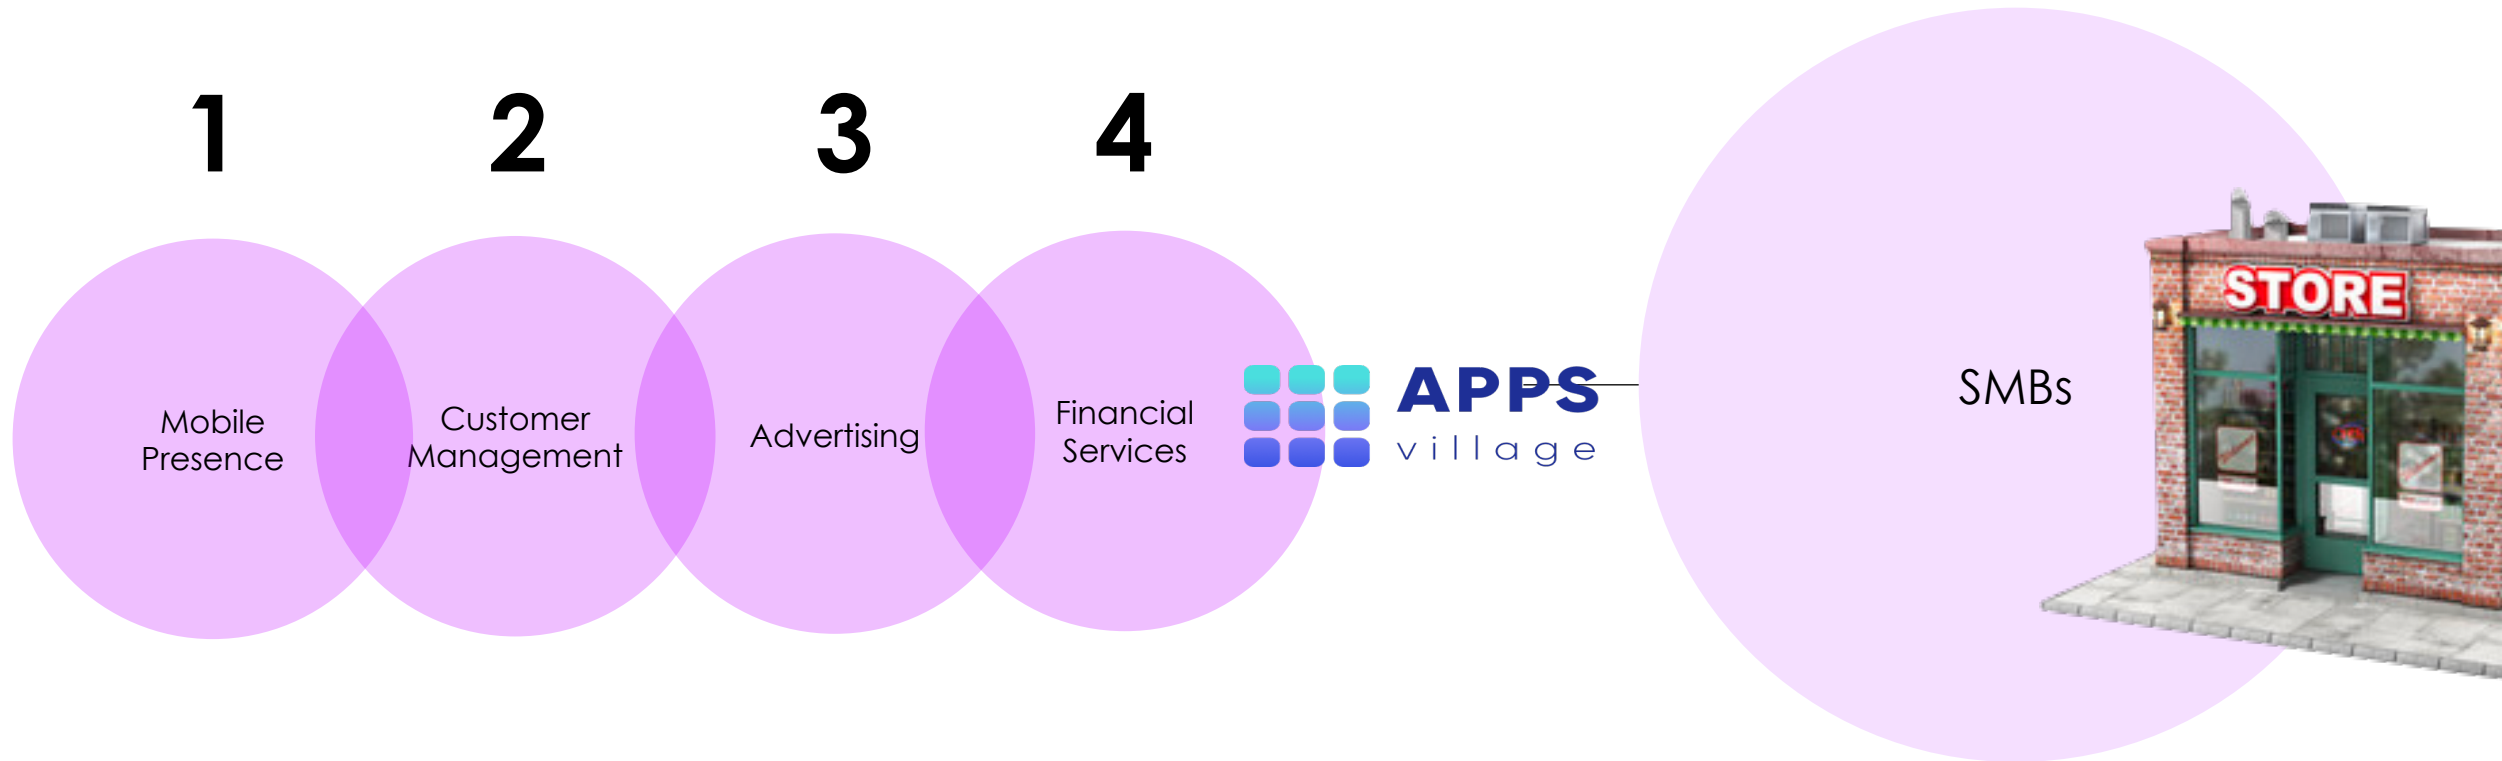 1
2
3
4
Mobile
Presence
Customer
Management
Advertising
Financial
Services
APPS
village
SMBs
STORE